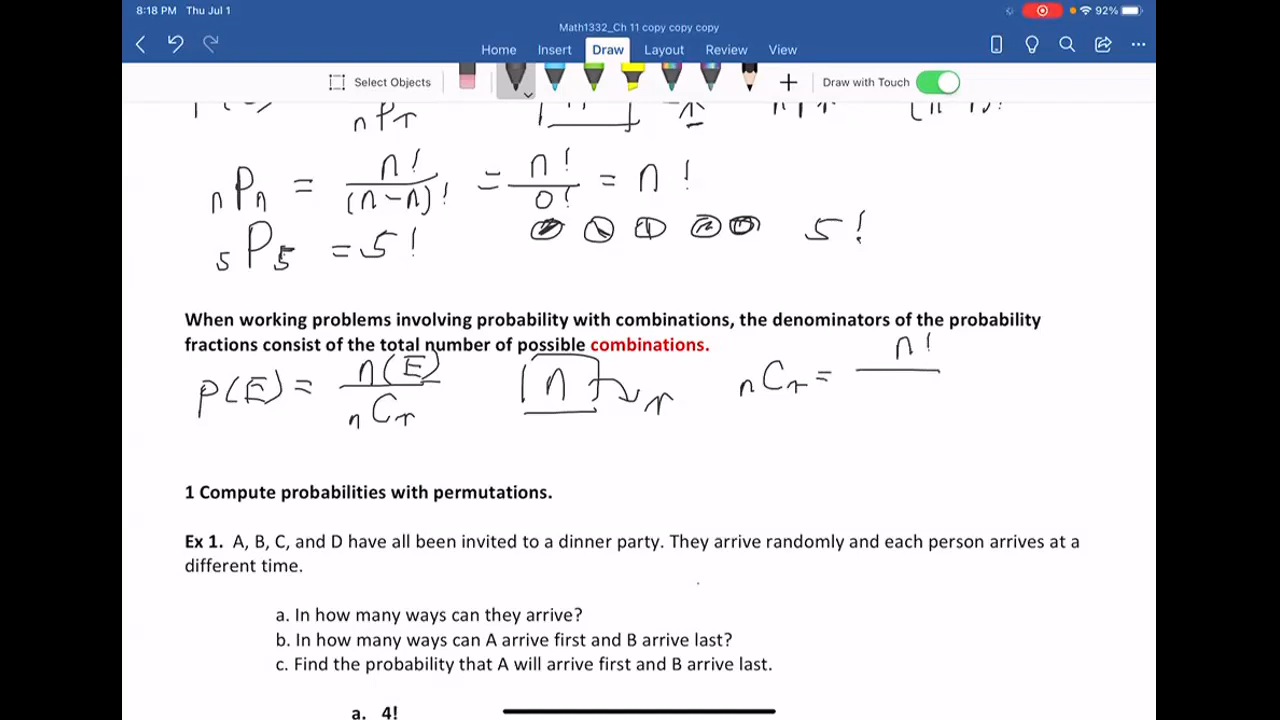 8:18 PM Thu Jul 1
92%
Math1332_Ch 11 copy copy copy
Home Insert Draw Layout Review View
Select Objects
Draw with Touch
nPr
nPn = n!/(n-n)! = n!/0! = n!
5P5 = 5! 5!
When working problems involving probability with combinations, the denominators of the probability
fractions consist of the total number of possible combinations.
P(E) = n(E)/nCr n r nCr = n!
1 Compute probabilities with permutations.
Ex 1. A, B, C, and D have all been invited to a dinner party. They arrive randomly and each person arrives at a
different time.
a. In how many ways can they arrive?
b. In how many ways can A arrive first and B arrive last?
c. Find the probability that A will arrive first and B arrive last.
a. 4!